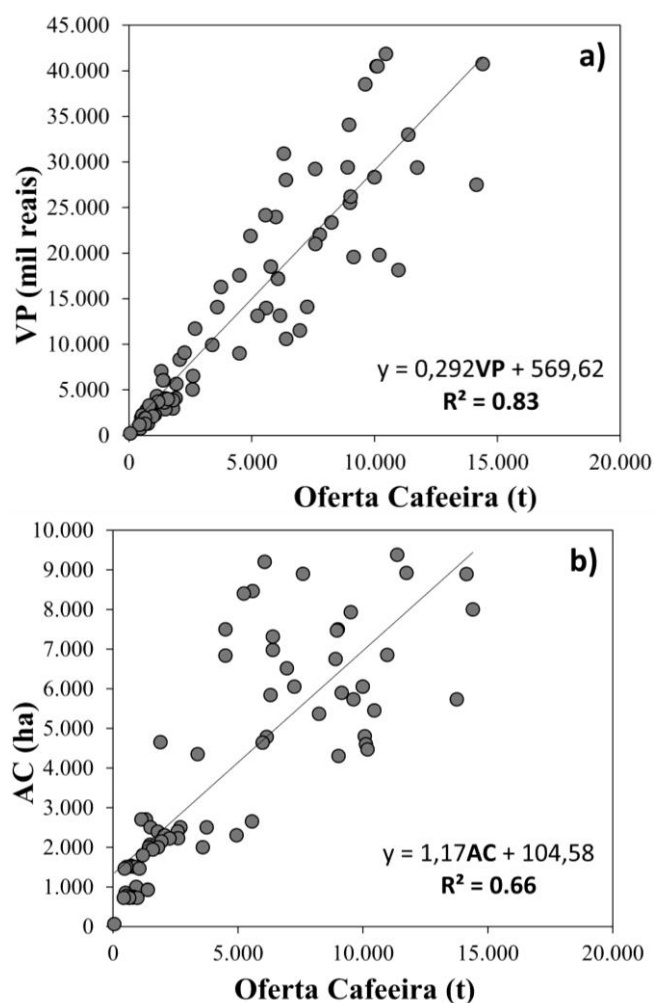 a)
45.000
40.000
35.000
30.000
25.000
20.000
15.000
10.000
5.000
0
VP (mil reais)
y = 0,292VP + 569,62
R² = 0.83
0 5.000 10.000 15.000 20.000
Oferta Cafeeira (t)
b)
10.000
9.000
8.000
7.000
6.000
5.000
4.000
3.000
2.000
1.000
0
AC (ha)
y = 1,17AC + 104,58
R² = 0.66
0 5.000 10.000 15.000 20.000
Oferta Cafeeira (t)